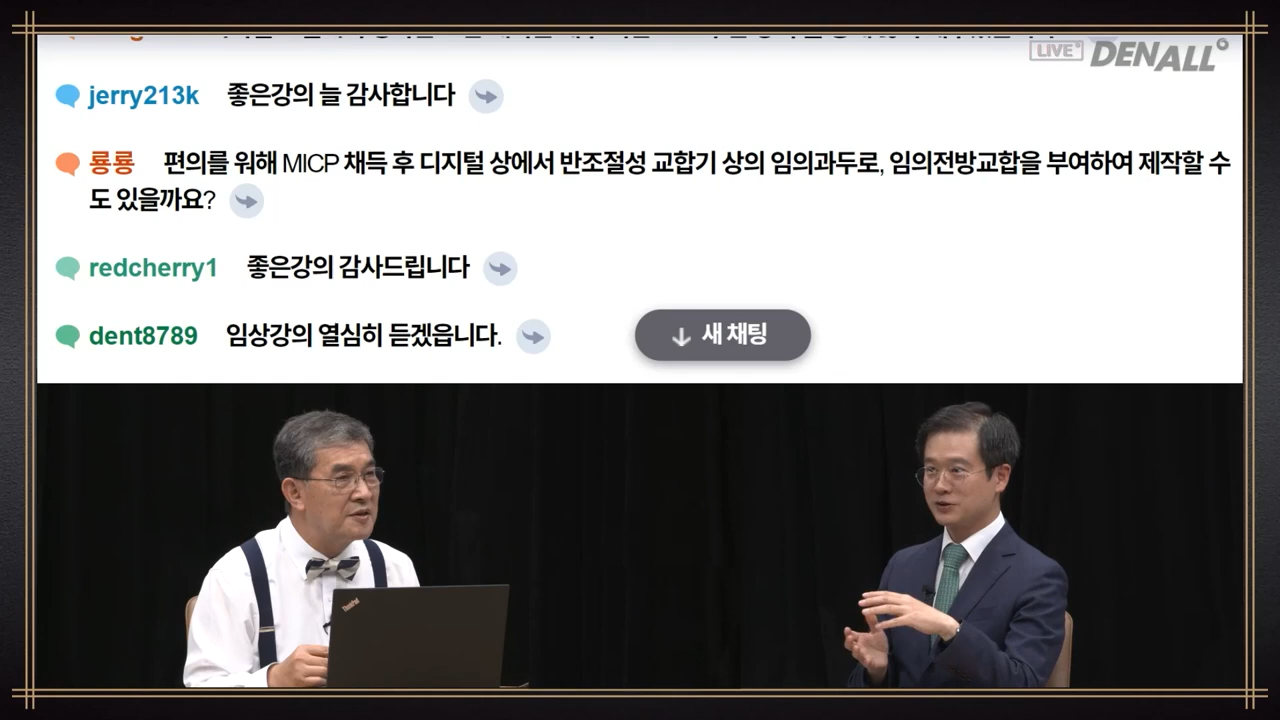 LIVE DENALL
jerry213k 좋은강의 늘 감사합니다
룡룡 편의를 워해 MICP 채득 후 디지털 상에서 반조절성 교합기 상의 임의과두로, 임의전방교합을 부여하여 제작할 수
도 있을까요?
redcherry1 좋은강의 감사드립니다
dent8789 임상강의 열심히 듣겠읍니다.
새 채팅
ThinkPad